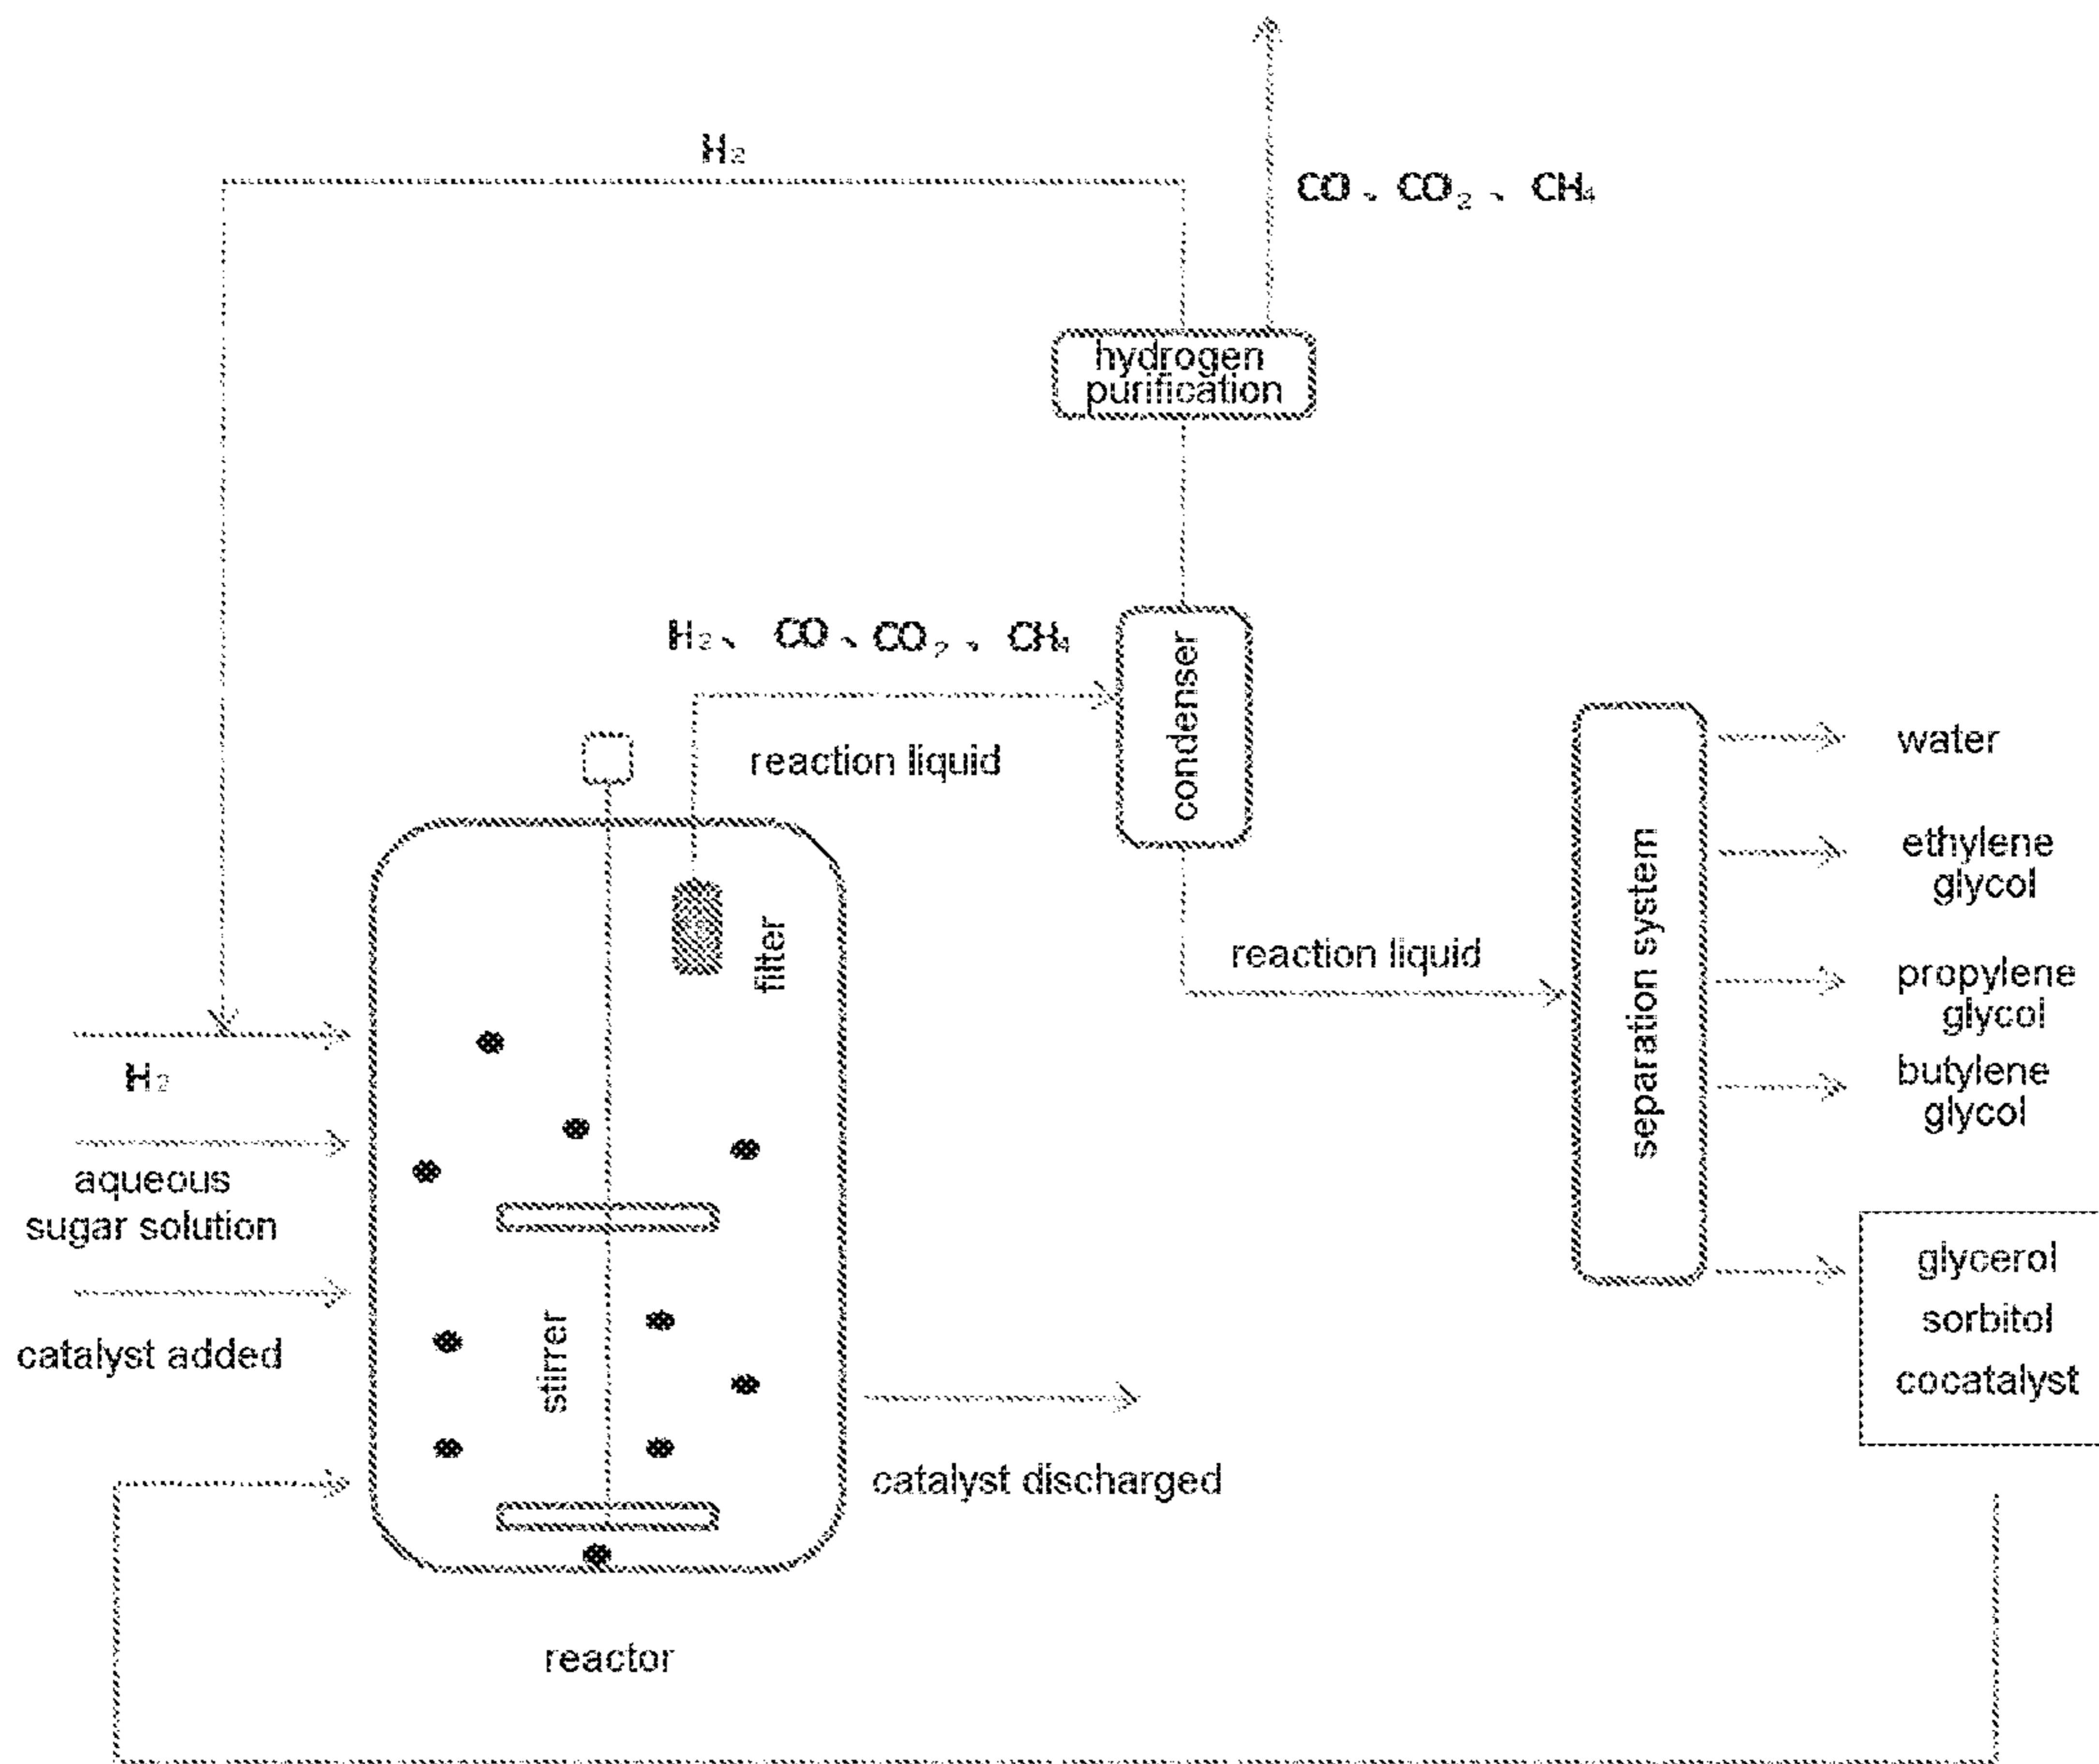 H₂
CO、CO₂、CH₄
hydrogen
purification
H₂、CO、CO₂、CH₄
condenser
reaction liquid
water
ethylene
glycol
filter
separation system
reaction liquid
propylene
glycol
H₂
butylene
glycol
aqueous
sugar solution
glycerol
sorbitol
cocatalyst
catalyst added
stirrer
catalyst discharged
reactor